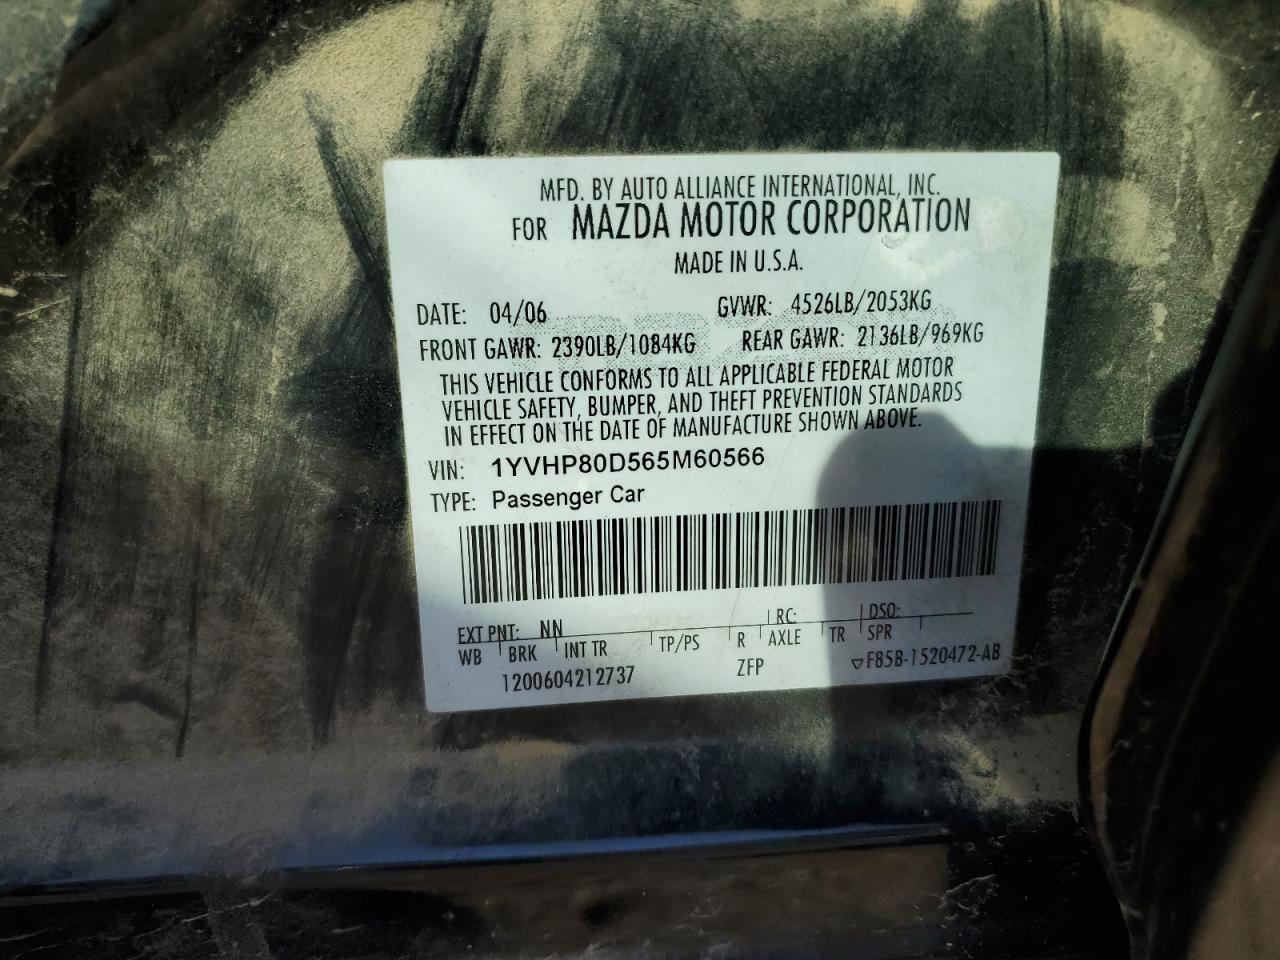 MFD. BY AUTO ALLIANCE INTERNATIONAL, INC.
FOR MAZDA MOTOR CORPORATION
MADE IN U.S.A.
DATE: 04/06 GVWR: 4526LB/2053KG
FRONT GAWR: 2390LB/1084KG REAR GAWR: 2136LB/969KG
THIS VEHICLE CONFORMS TO ALL APPLICABLE FEDERAL MOTOR
VEHICLE SAFETY, BUMPER, AND THEFT PREVENTION STANDARDS
IN EFFECT ON THE DATE OF MANUFACTURE SHOWN ABOVE.
VIN: 1YVHP80D565M60566
TYPE: Passenger Car
EXT PNT: NN RC: DSO:
WB BRK INT TR TP/PS R AXLE TR SPR
1200604212737 ZFP ▽F85B-1520472-AB